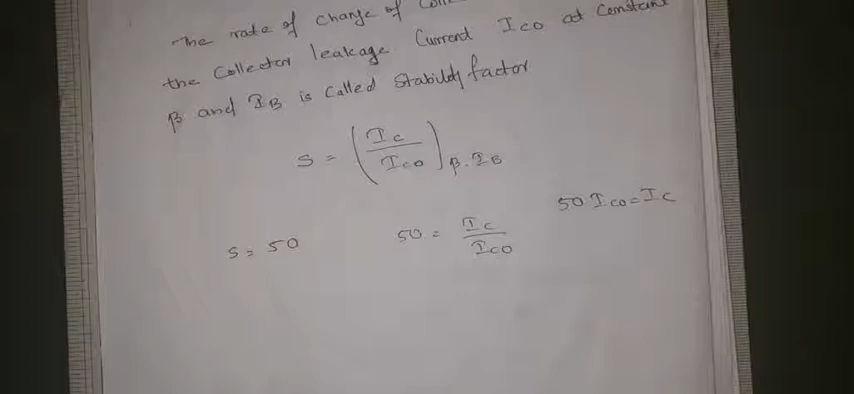 The rate of change of
the Collector leakage Current ICO at Constant
β and IB is Called Stability factor
S = (IC/ICO) β.IB
50 ICO = IC
S = 50 50 = IC/ICO